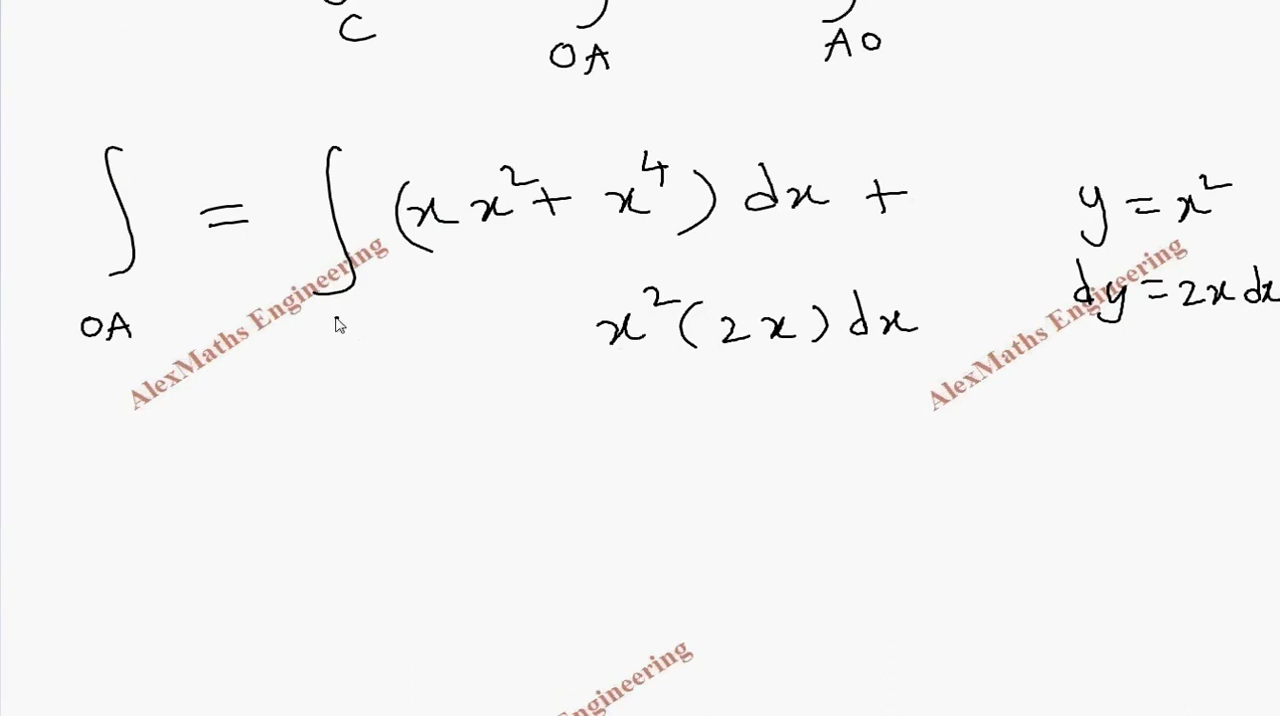 C
OA AO
∫ = ∫ (x x² + x⁴) dx + y = x²
OA x² (2x) dx dy = 2x dx
AlexMaths Engineering
AlexMaths Engineering
Engineering